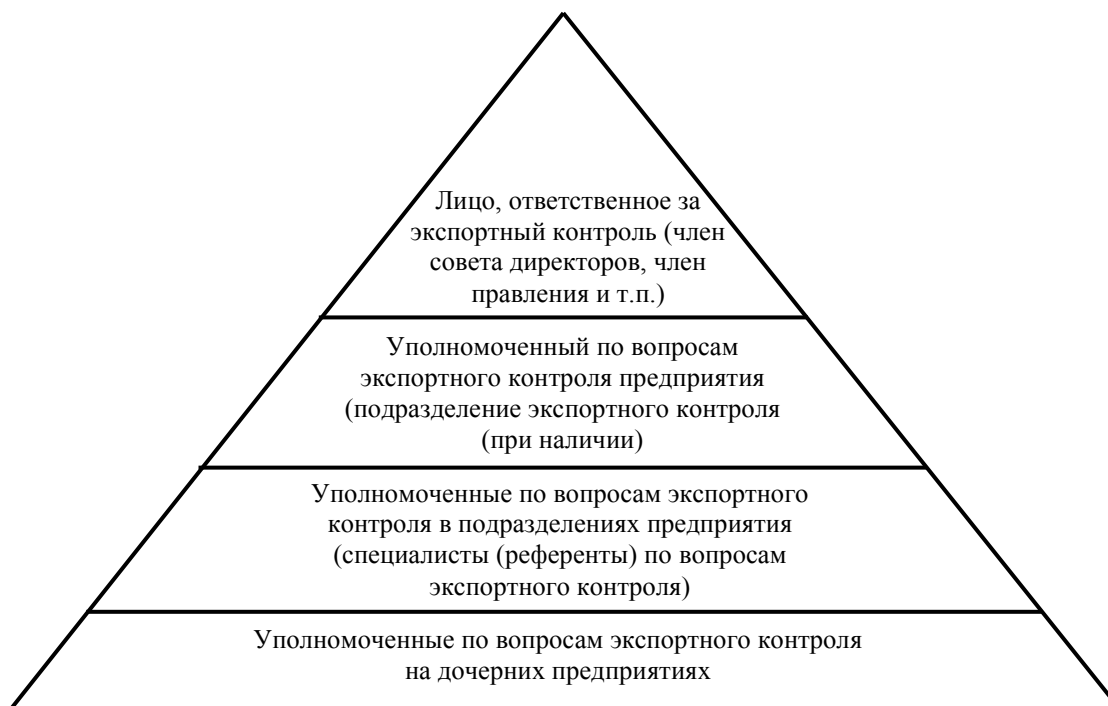 Лицо, ответственное за
экспортный контроль (член
совета директоров, член
правления и т.п.)
Уполномоченный по вопросам
экспортного контроля предприятия
(подразделение экспортного контроля
(при наличии)
Уполномоченные по вопросам экспортного
контроля в подразделениях предприятия
(специалисты (референты) по вопросам
экспортного контроля)
Уполномоченные по вопросам экспортного контроля
на дочерних предприятиях